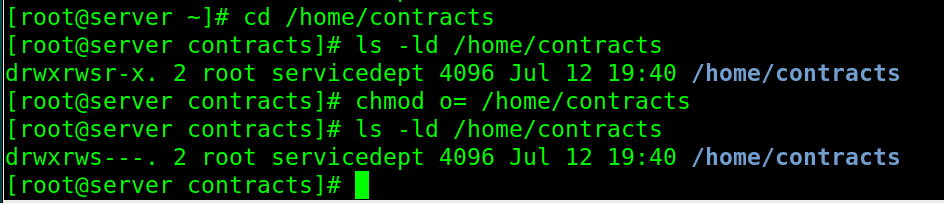 [root@server ~]# cd /home/contracts
[root@server contracts]# ls -ld /home/contracts
drwxrwsr-x. 2 root servicedept 4096 Jul 12 19:40 /home/contracts
[root@server contracts]# chmod o= /home/contracts
[root@server contracts]# ls -ld /home/contracts
drwxrws---. 2 root servicedept 4096 Jul 12 19:40 /home/contracts
[root@server contracts]#